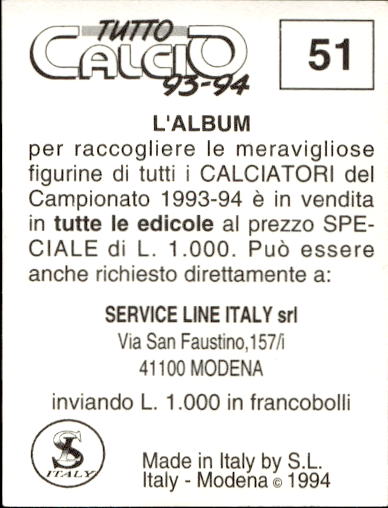 TUTTO
CALCIO
93-94
51
L'ALBUM
per raccogliere le meravigliose
figurine di tutti i CALCIATORI del
Campionato 1993-94 è in vendita
in tutte le edicole al prezzo SPE-
CIALE di L. 1.000. Può essere
anche richiesto direttamente a:
SERVICE LINE ITALY srl
Via San Faustino,157/i
41100 MODENA
inviando L. 1.000 in francobolli
SL
ITALY
Made in Italy by S.L.
Italy - Modena © 1994